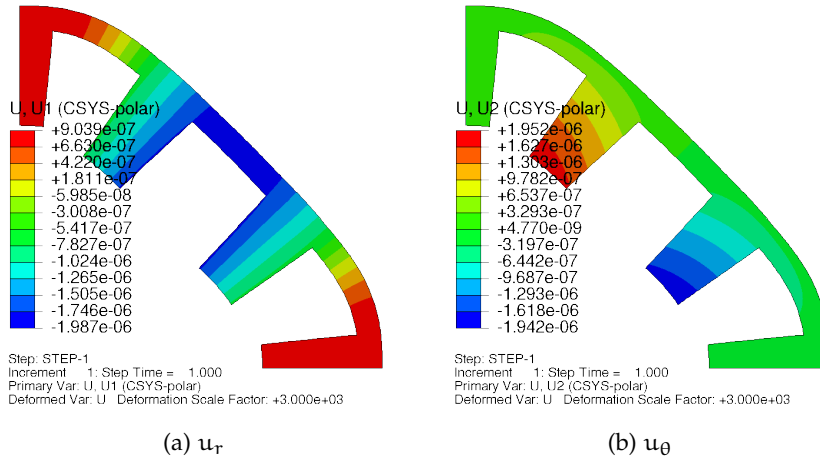 U, U1 (CSYS-polar)
+9.039e-07
+6.630e-07
+4.220e-07
+1.811e-07
-5.985e-08
-3.008e-07
-5.417e-07
-7.827e-07
-1.024e-06
-1.265e-06
-1.505e-06
-1.746e-06
-1.987e-06
Step: STEP-1
Increment 1: Step Time = 1.000
Primary Var: U, U1 (CSYS-polar)
Deformed Var: U Deformation Scale Factor: +3.000e+03
(a) u_r
U, U2 (CSYS-polar)
+1.952e-06
+1.627e-06
+1.303e-06
+9.782e-07
+6.537e-07
+3.293e-07
+4.770e-09
-3.197e-07
-6.442e-07
-9.687e-07
-1.293e-06
-1.618e-06
-1.942e-06
Step: STEP-1
Increment 1: Step Time = 1.000
Primary Var: U, U2 (CSYS-polar)
Deformed Var: U Deformation Scale Factor: +3.000e+03
(b) u_θ